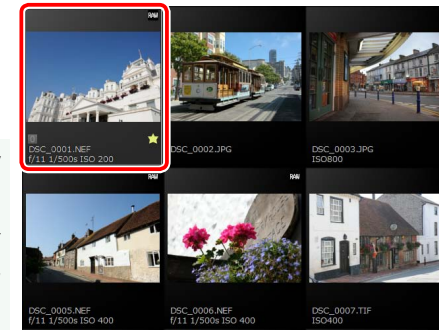 RAW
DSC_0001.NEF
f/11 1/500s ISO 200
DSC_0002.JPG
DSC_0003.JPG
ISO800
RAW
RAW
DSC_0005.NEF
f/11 1/500s ISO 400
DSC_0006.NEF
f/11 1/500s ISO 400
DSC_0007.TIF
ISO400